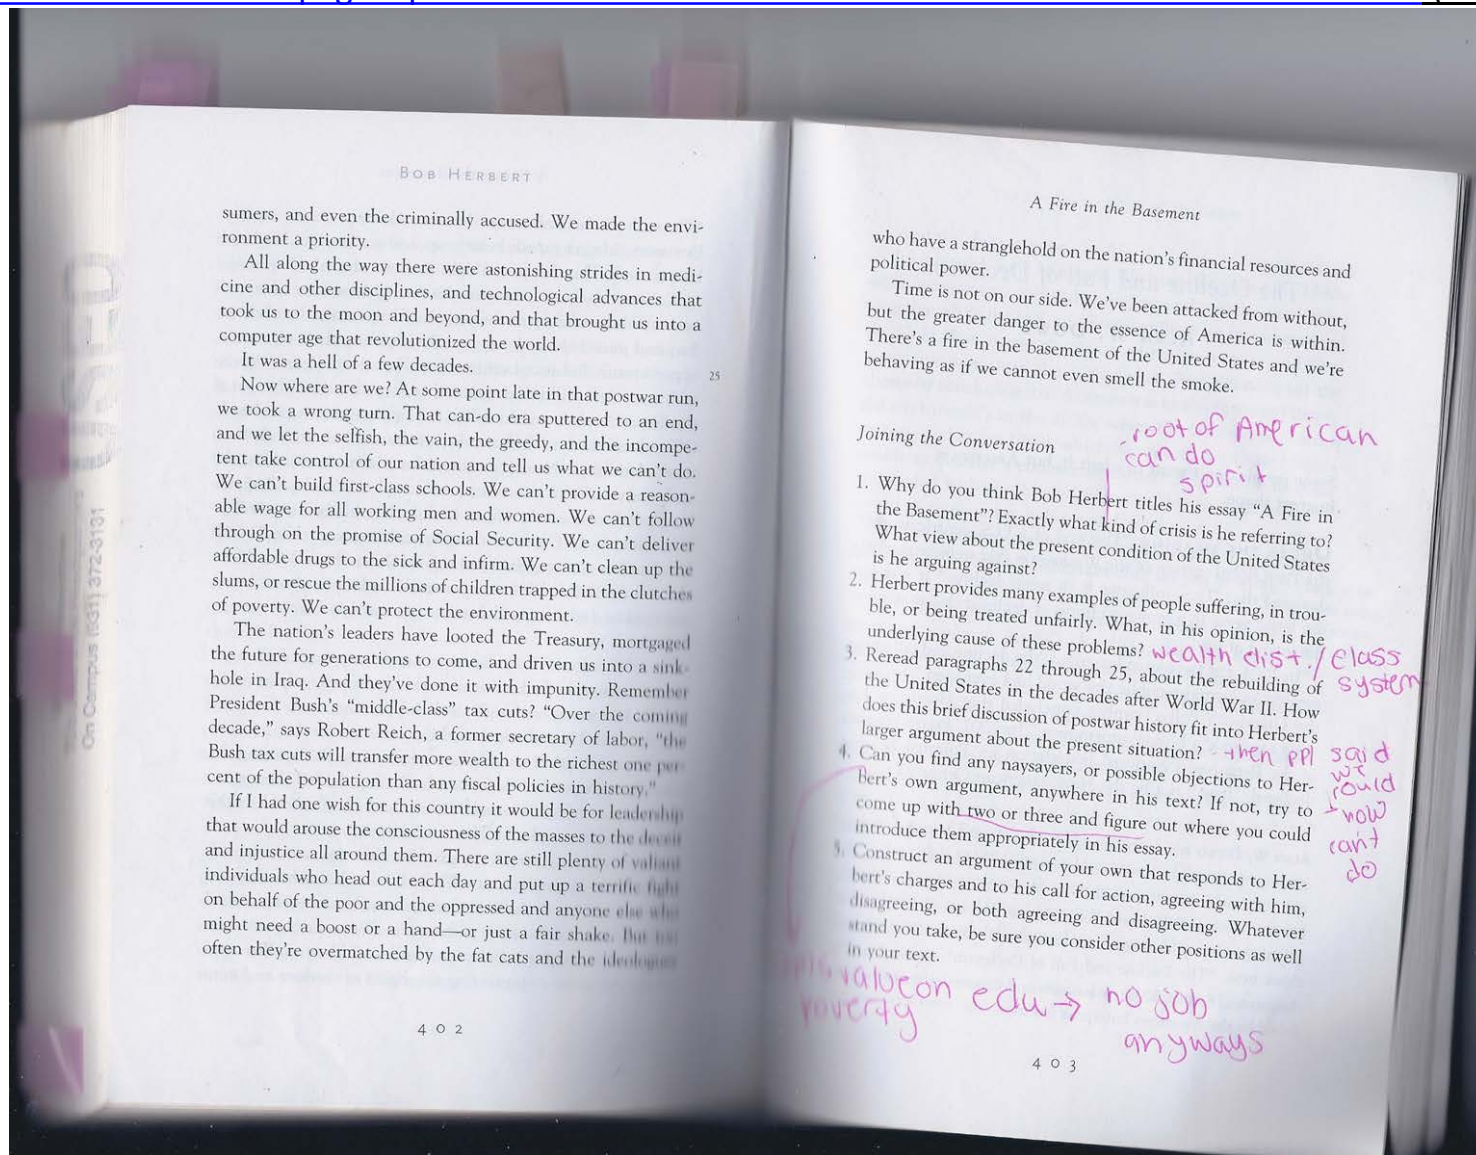 BOB HERBERT
sumers, and even the criminally accused. We made the envi-
ronment a priority.
All along the way there were astonishing strides in medi-
cine and other disciplines, and technological advances that
took us to the moon and beyond, and that brought us into a
computer age that revolutionized the world.
It was a hell of a few decades.
25
Now where are we? At some point late in that postwar run,
we took a wrong turn. That can-do era sputtered to an end,
and we let the selfish, the vain, the greedy, and the incompe-
tent take control of our nation and tell us what we can't do.
We can't build first-class schools. We can't provide a reason-
able wage for all working men and women. We can't follow
through on the promise of Social Security. We can't deliver
affordable drugs to the sick and infirm. We can't clean up the
slums, or rescue the millions of children trapped in the clutches
of poverty. We can't protect the environment.
The nation's leaders have looted the Treasury, mortgaged
the future for generations to come, and driven us into a sink-
hole in Iraq. And they've done it with impunity. Remember
President Bush's "middle-class" tax cuts? "Over the coming
decade," says Robert Reich, a former secretary of labor, "the
Bush tax cuts will transfer more wealth to the richest one per-
cent of the population than any fiscal policies in history."
If I had one wish for this country it would be for leadership
that would arouse the consciousness of the masses to the deceit
and injustice all around them. There are still plenty of valiant
individuals who head out each day and put up a terrific fight
on behalf of the poor and the oppressed and anyone else who
might need a boost or a hand—or just a fair shake. But too
often they're overmatched by the fat cats and the ideologues
402
On Campus (631) 372-3131
A Fire in the Basement
who have a stranglehold on the nation's financial resources and
political power.
Time is not on our side. We've been attacked from without,
but the greater danger to the essence of America is within.
There's a fire in the basement of the United States and we're
behaving as if we cannot even smell the smoke.
Joining the Conversation
root of American
can do
spirit
1. Why do you think Bob Herbert titles his essay "A Fire in
the Basement"? Exactly what kind of crisis is he referring to?
What view about the present condition of the United States
is he arguing against?
2. Herbert provides many examples of people suffering, in trou-
ble, or being treated unfairly. What, in his opinion, is the
underlying cause of these problems? wealth dist. / class
system
3. Reread paragraphs 22 through 25, about the rebuilding of
the United States in the decades after World War II. How
does this brief discussion of postwar history fit into Herbert's
larger argument about the present situation? - then ppl said
we
could
→ now
can't
do
4. Can you find any naysayers, or possible objections to Her-
bert's own argument, anywhere in his text? If not, try to
come up with two or three and figure out where you could
introduce them appropriately in his essay.
5. Construct an argument of your own that responds to Her-
bert's charges and to his call for action, agreeing with him,
disagreeing, or both agreeing and disagreeing. Whatever
stand you take, be sure you consider other positions as well
in your text.
value on edu → no job
poverty
anyways
403